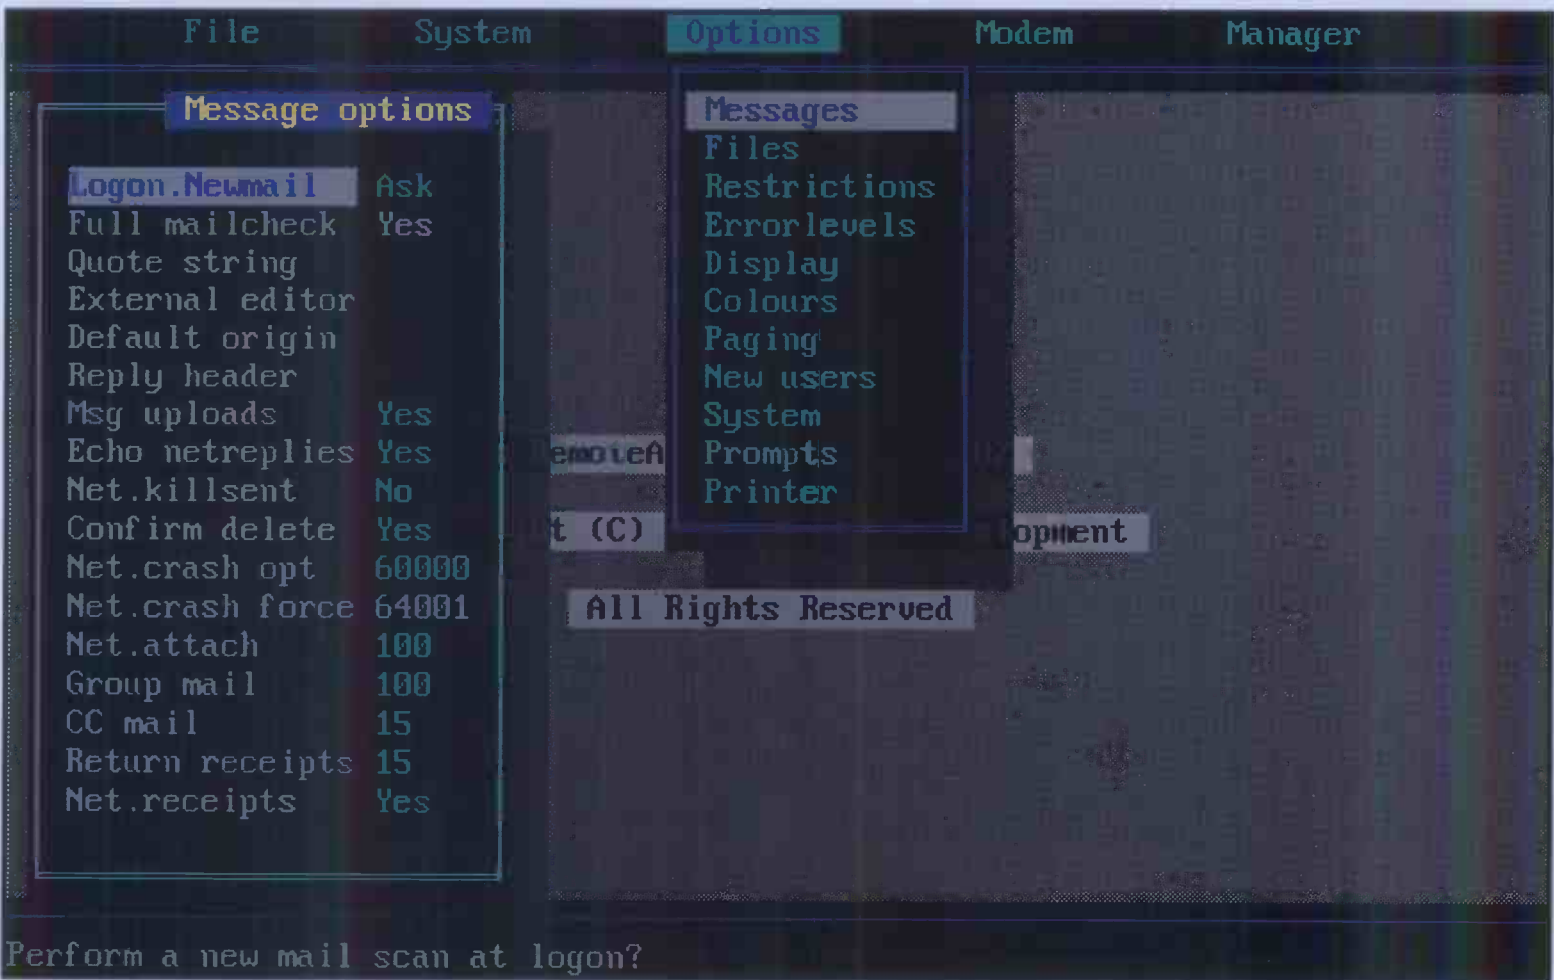 File System Options Modem Manager
Message options
Logon.Newmail Ask
Full mailcheck Yes
Quote string
External editor
Default origin
Reply header
Msg uploads Yes
Echo netreplies Yes
Net.killsent No
Confirm delete Yes
Net.crash opt 60000
Net.crash force 64001
Net.attach 100
Group mail 100
CC mail 15
Return receipts 15
Net.receipts Yes
Messages
Files
Restrictions
Errorlevels
Display
Colours
Paging
New users
System
Prompts
Printer
emoteA
t (C) opment
All Rights Reserved
Perform a new mail scan at logon?